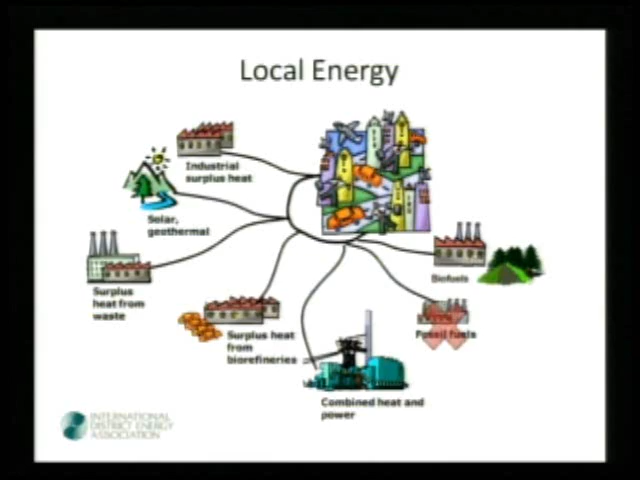 Local Energy
Industrial
surplus heat
Solar,
geothermal
Surplus
heat from
waste
Surplus heat
from
biorefineries
Combined heat and
power
Biofuels
Fossil fuels
INTERNATIONAL
DISTRICT ENERGY
ASSOCIATION